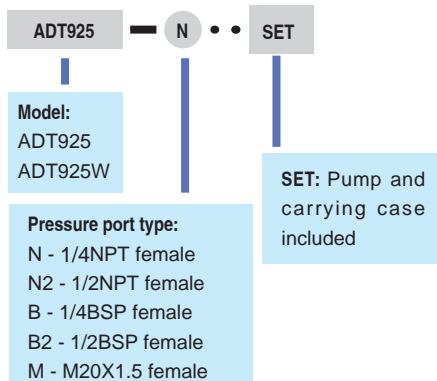 ADT925 — N • • SET
Model:
ADT925
ADT925W
SET: Pump and
carrying case
included
Pressure port type:
N - 1/4NPT female
N2 - 1/2NPT female
B - 1/4BSP female
B2 - 1/2BSP female
M - M20X1.5 female